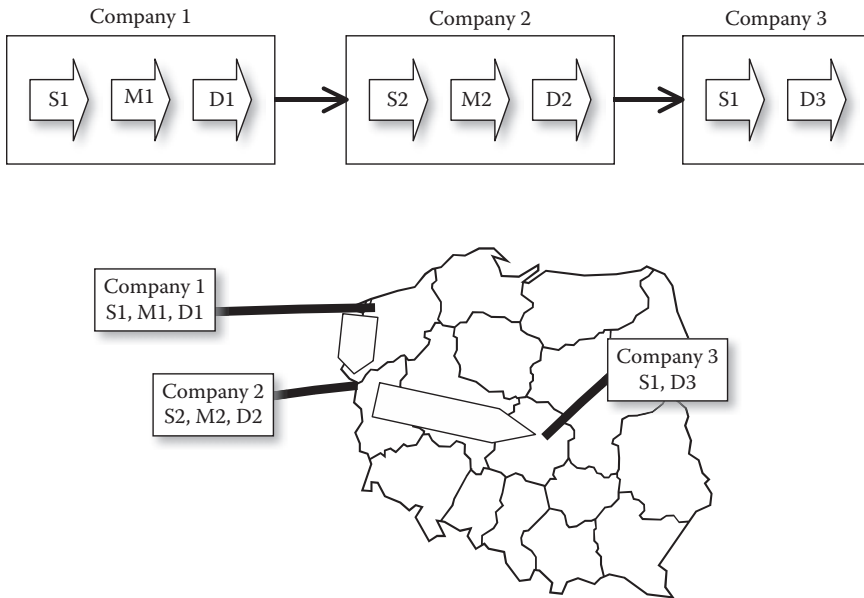 Company 1
Company 2
Company 3
S1
M1
D1
S2
M2
D2
S1
D3
Company 1
S1, M1, D1
Company 2
S2, M2, D2
Company 3
S1, D3